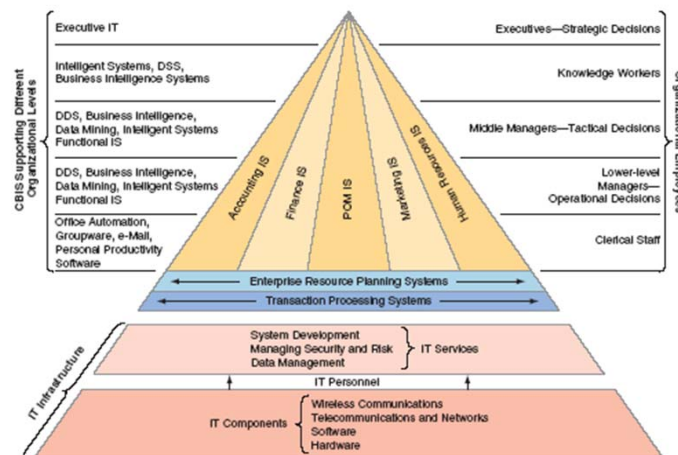 CBIS Supporting Different
Organizational Levels
Executive IT
Intelligent Systems, DSS,
Business Intelligence Systems
DDS, Business Intelligence,
Data Mining, Intelligent Systems
Functional IS
DDS, Business Intelligence,
Data Mining, Intelligent Systems
Functional IS
Office Automation,
Groupware, e-Mail,
Personal Productivity
Software
Accounting IS
Finance IS
POM IS
Marketing IS
Human Resources IS
Executives—Strategic Decisions
Knowledge Workers
Middle Managers—Tactical Decisions
Lower-level
Managers—
Operational Decisions
Clerical Staff
Enterprise Resource Planning Systems
Transaction Processing Systems
IT Infrastructure
System Development
Managing Security and Risk
Data Management
IT Services
IT Personnel
IT Components
Wireless Communications
Telecommunications and Networks
Software
Hardware